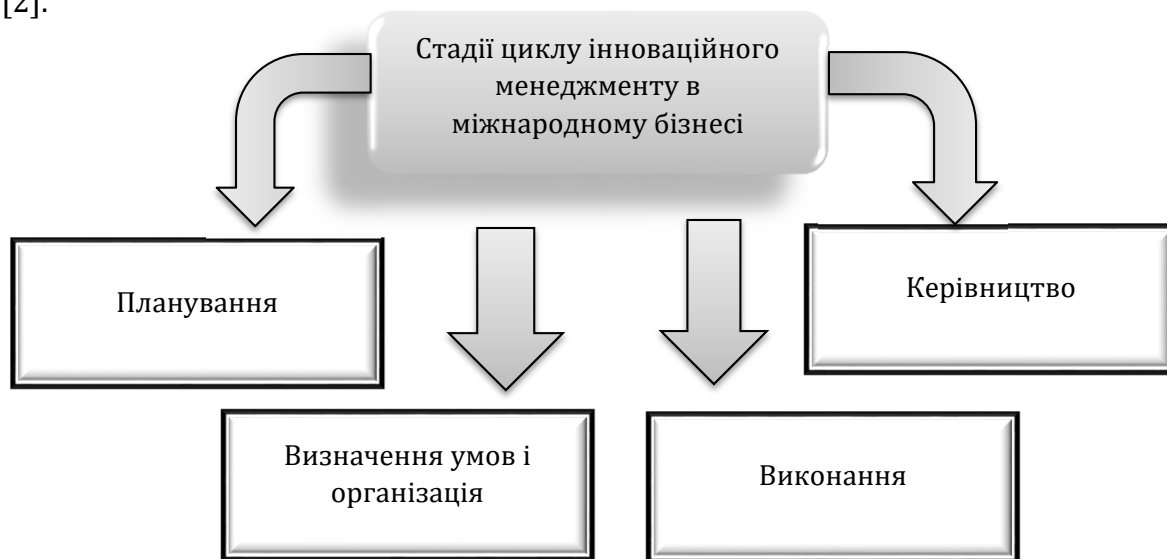 [2].
Стадії циклу інноваційного
менеджменту в
міжнародному бізнесі
Планування
Керівництво
Визначення умов і
організація
Виконання